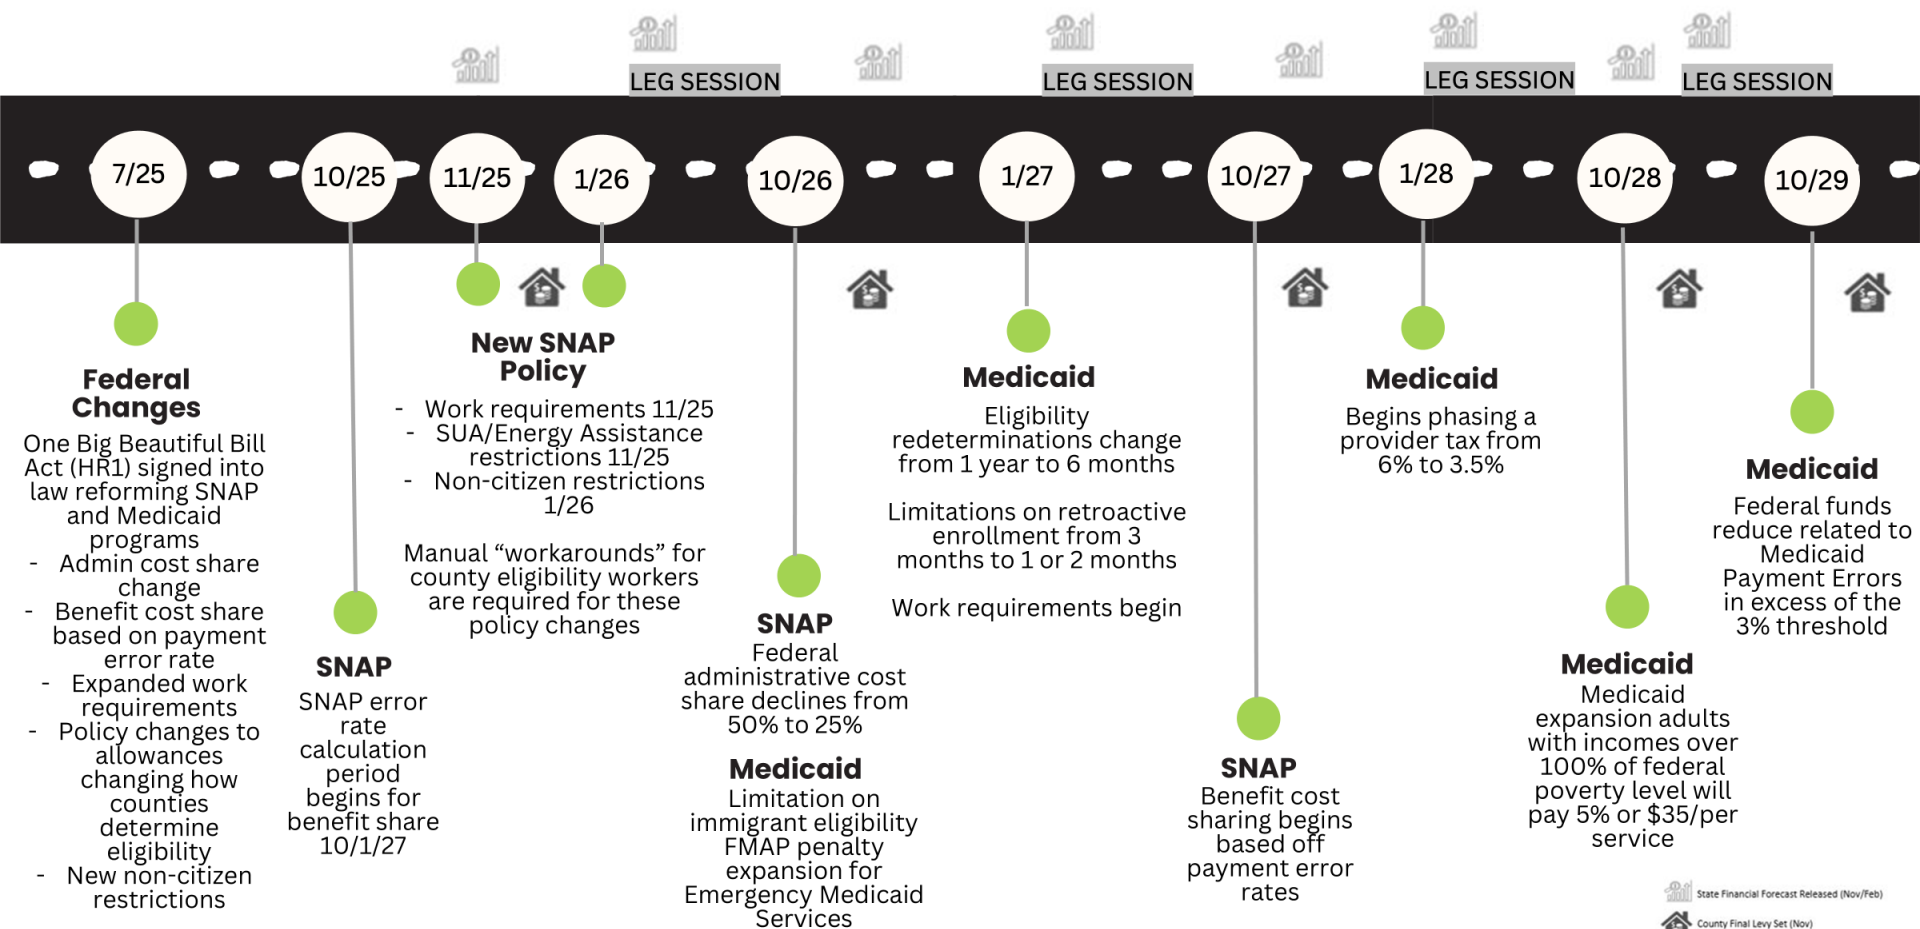 LEG SESSION
LEG SESSION
LEG SESSION
LEG SESSION
7/25
10/25
11/25
1/26
10/26
1/27
10/27
1/28
10/28
10/29
Federal
Changes
One Big Beautiful Bill
Act (HR1) signed into
law reforming SNAP
and Medicaid
programs
- Admin cost share
change
- Benefit cost share
based on payment
error rate
- Expanded work
requirements
- Policy changes to
allowances
changing how
counties
determine
eligibility
- New non-citizen
restrictions
SNAP
SNAP error
rate
calculation
period
begins for
benefit share
10/1/27
New SNAP
Policy
- Work requirements 11/25
- SUA/Energy Assistance
restrictions 11/25
- Non-citizen restrictions
1/26
Manual “workarounds” for
county eligibility workers
are required for these
policy changes
SNAP
Federal
administrative cost
share declines from
50% to 25%
Medicaid
Limitation on
immigrant eligibility
FMAP penalty
expansion for
Emergency Medicaid
Services
Medicaid
Eligibility
redeterminations change
from 1 year to 6 months
Limitations on retroactive
enrollment from 3
months to 1 or 2 months
Work requirements begin
SNAP
Benefit cost
sharing begins
based off
payment error
rates
Medicaid
Begins phasing a
provider tax from
6% to 3.5%
Medicaid
Medicaid
expansion adults
with incomes over
100% of federal
poverty level will
pay 5% or $35/per
service
Medicaid
Federal funds
reduce related to
Medicaid
Payment Errors
in excess of the
3% threshold
State Financial Forecast Released (Nov/Feb)
County Final Levy Set (Nov)